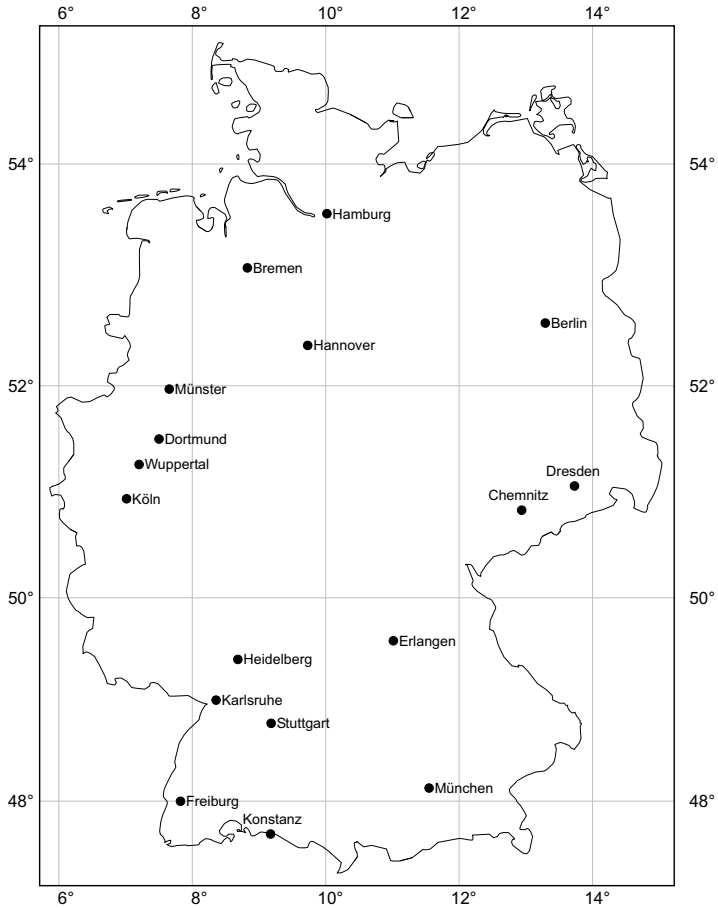 6° 8° 10° 12° 14°
54° 54°
Hamburg
Bremen
Berlin
Hannover
52° 52°
Münster
Dortmund
Wuppertal
Dresden
Chemnitz
Köln
50° 50°
Erlangen
Heidelberg
Karlsruhe
Stuttgart
München
48° Freiburg 48°
Konstanz
6° 8° 10° 12° 14°